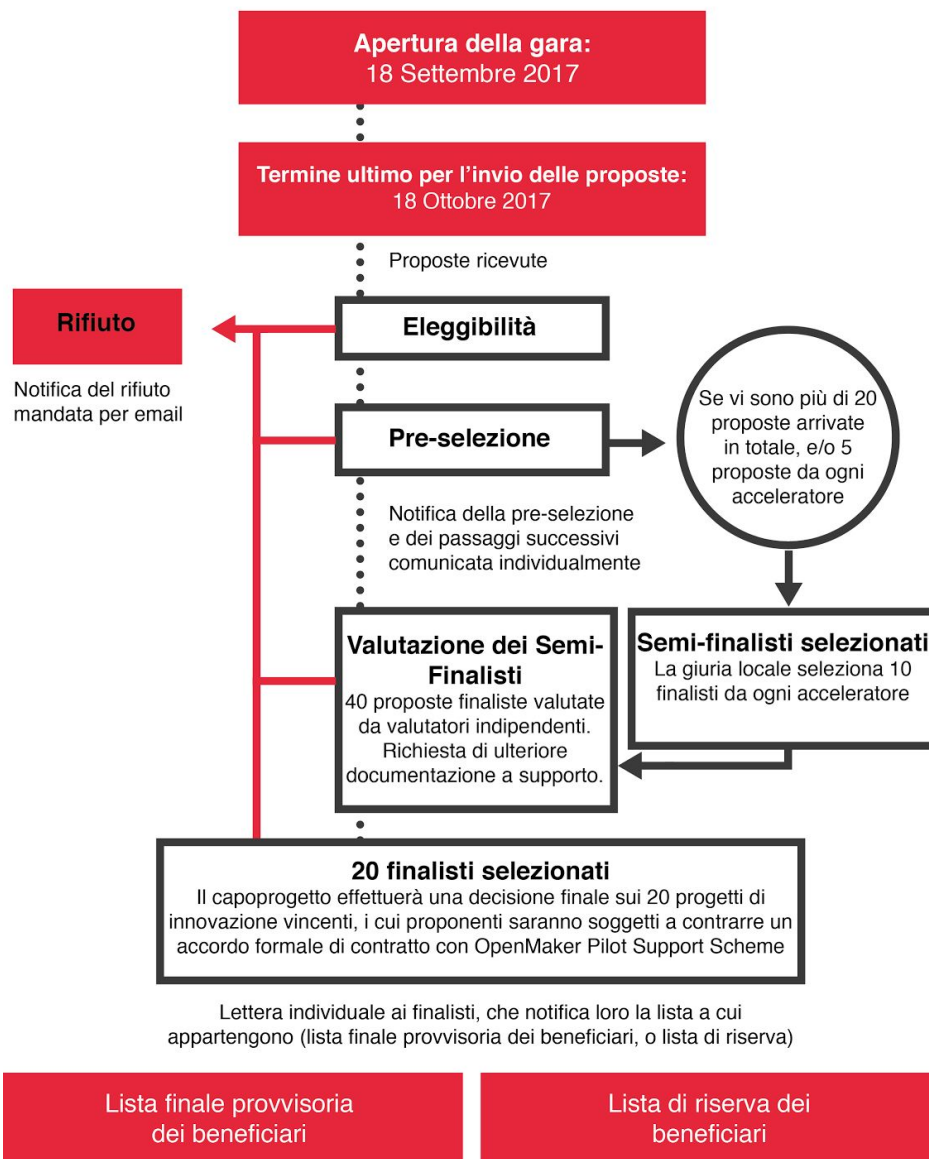 Apertura della gara:
18 Settembre 2017
Termine ultimo per l'invio delle proposte:
18 Ottobre 2017
Proposte ricevute
Rifiuto
Eleggibilità
Notifica del rifiuto
mandata per email
Pre-selezione
Se vi sono più di 20
proposte arrivate
in totale, e/o 5
proposte da ogni
acceleratore
Notifica della pre-selezione
e dei passaggi successivi
comunicata individualmente
Valutazione dei Semi-
Finalisti
40 proposte finaliste valutate
da valutatori indipendenti.
Richiesta di ulteriore
documentazione a supporto.
Semi-finalisti selezionati
La giuria locale seleziona 10
finalisti da ogni acceleratore
20 finalisti selezionati
Il capoprogetto effettuerà una decisione finale sui 20 progetti di
innovazione vincenti, i cui proponenti saranno soggetti a contrarre un
accordo formale di contratto con OpenMaker Pilot Support Scheme
Lettera individuale ai finalisti, che notifica loro la lista a cui
appartengono (lista finale provvisoria dei beneficiari, o lista di riserva)
Lista finale provvisoria
dei beneficiari
Lista di riserva dei
beneficiari